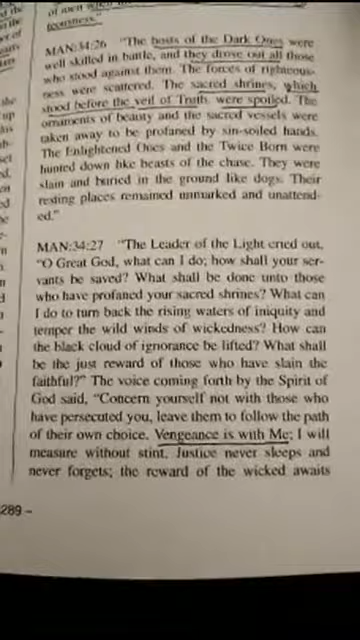 of men when
teousness."
MAN:34:26 "The hosts of the Dark Ones were
well skilled in battle, and they drove out all those
who stood against them. The forces of righteous-
ness were scattered. The sacred shrines, which
stood before the veil of Truth, were spoiled. The
ornaments of beauty and the sacred vessels were
taken away to be profaned by sin-soiled hands.
The Enlightened Ones and the Twice Born were
hunted down like beasts of the chase. They were
slain and buried in the ground like dogs. Their
resting places remained unmarked and unattend-
ed."
MAN:34:27 "The Leader of the Light cried out,
"O Great God, what can I do; how shall your ser-
vants be saved? What shall be done unto those
who have profaned your sacred shrines? What can
I do to turn back the rising waters of iniquity and
temper the wild winds of wickedness? How can
the black cloud of ignorance be lifted? What shall
be the just reward of those who have slain the
faithful?" The voice coming forth by the Spirit of
God said, "Concern yourself not with those who
have persecuted you, leave them to follow the path
of their own choice. Vengeance is with Me; I will
measure without stint. Justice never sleeps and
never forgets; the reward of the wicked awaits
289 -